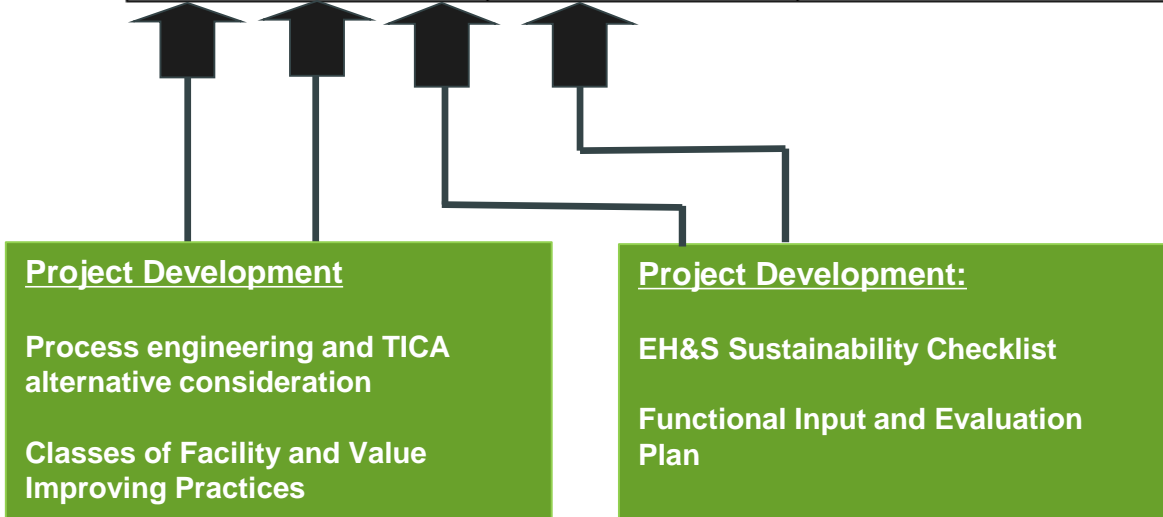 Project Development
Process engineering and TICA
alternative consideration
Classes of Facility and Value
Improving Practices
Project Development:
EH&S Sustainability Checklist
Functional Input and Evaluation
Plan